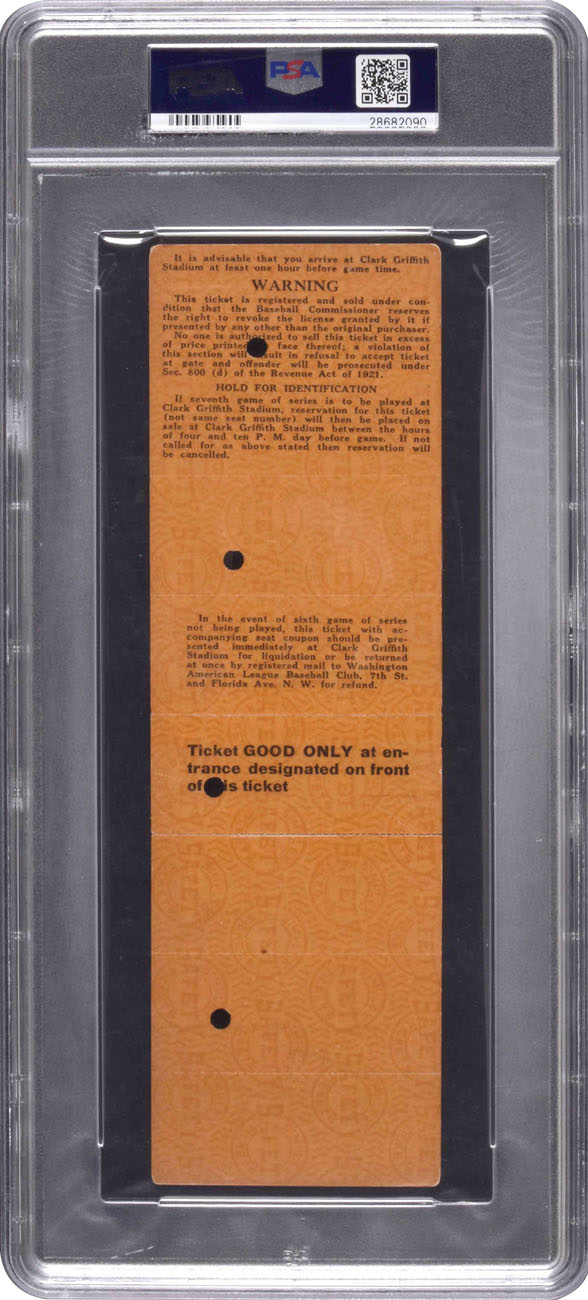 PSA
28682090
It is advisable that you arrive at Clark Griffith
Stadium at least one hour before game time.
WARNING
This ticket is registered and sold under con-
dition that the Baseball Commissioner reserves
the right to revoke the license granted by it if
presented by any other than the original purchaser.
No one is authorized to sell this ticket in excess
of price printed face thereof; a violation of
this section will in refusal to accept ticket
at gate and offender will be prosecuted under
Sec. 800 (d) of the Revenue Act of 1921.
HOLD FOR IDENTIFICATION
If seventh game of series is to be played at
Clark Griffith Stadium, reservation for this ticket
(not same seat number) will then be placed on
sale at Clark Griffith Stadium between the hours
of four and ten P. M. day before game. If not
called for as above stated then reservation will
be cancelled.
In the event of sixth game of series
not being played, this ticket with ac-
companying seat coupon should be pre-
sented immediately at Clark Griffith
Stadium for liquidation or be returned
at once by registered mail to Washington
American League Baseball Club, 7th St.
and Florida Ave. N. W. for refund.
Ticket GOOD ONLY at en-
trance designated on front
of is ticket